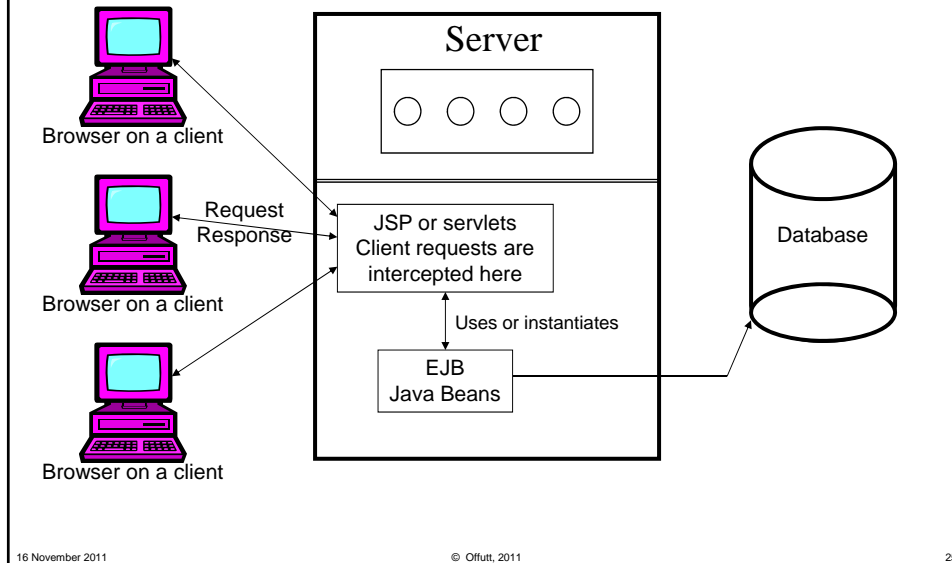 Server
Browser on a client
Request
Response
JSP or servlets
Client requests are
intercepted here
Database
Browser on a client
Uses or instantiates
EJB
Java Beans
Browser on a client
16 November 2011
© Offutt, 2011